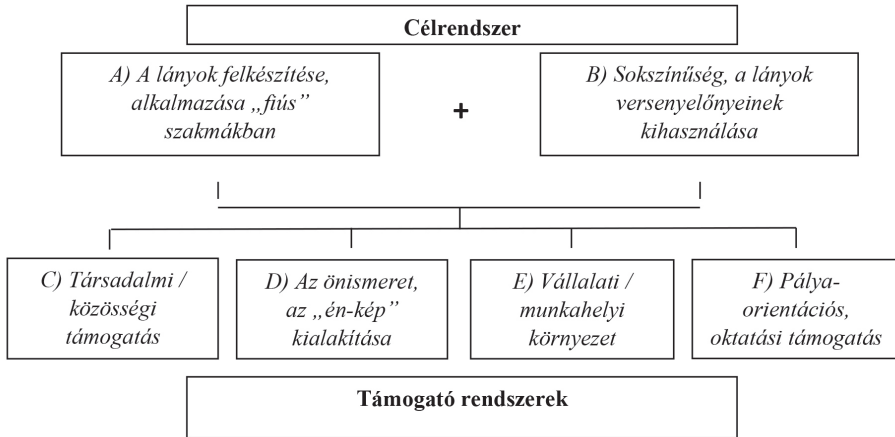 Célrendszer
A) A lányok felkészítése,
alkalmazása „fiús”
szakmákban
+
B) Sokszínűség, a lányok
versenyelőnyeinek
kihasználása
C) Társadalmi /
közösségi
támogatás
D) Az önismeret,
az „én-kép”
kialakítása
E) Vállalati /
munkahelyi
környezet
F) Pálya-
orientációs,
oktatási támogatás
Támogató rendszerek